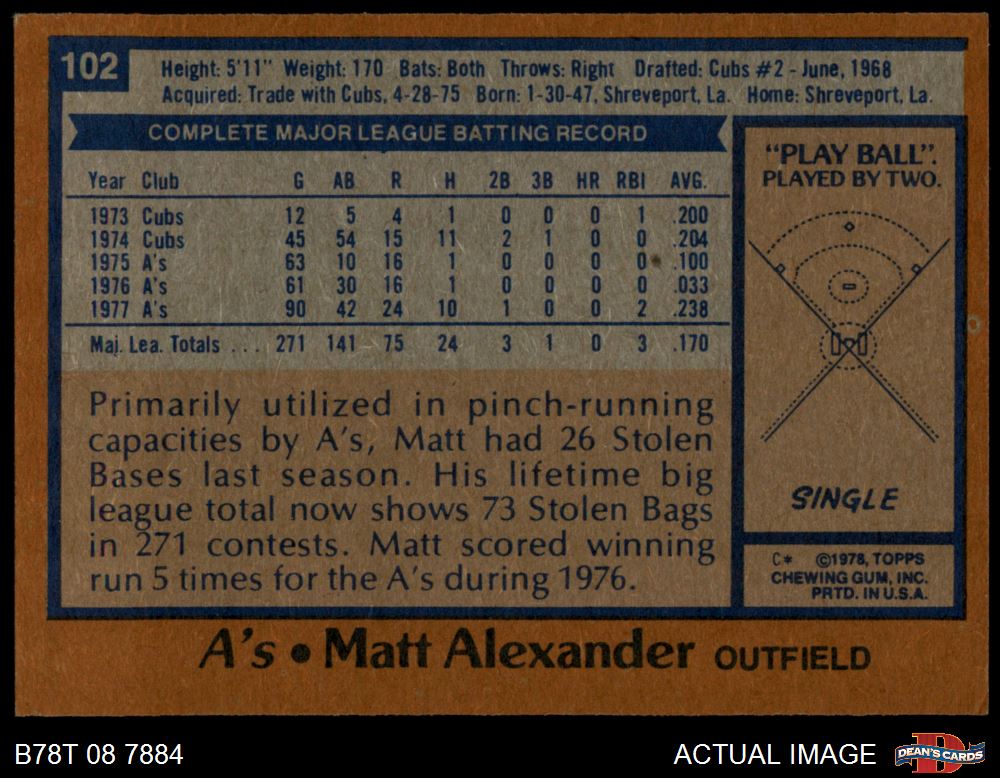 102
Height: 5'11" Weight: 170 Bats: Both Throws: Right Drafted: Cubs #2 - June, 1968
Acquired: Trade with Cubs, 4-28-75 Born: 1-30-47, Shreveport, La. Home: Shreveport, La.
COMPLETE MAJOR LEAGUE BATTING RECORD
Year Club G AB R H 2B 3B HR RBI AVG.
1973 Cubs 12 5 4 1 0 0 0 1 .200
1974 Cubs 45 54 15 11 2 1 0 0 .204
1975 A's 63 10 16 1 0 0 0 0 .100
1976 A's 61 30 16 1 0 0 0 0 .033
1977 A's 90 42 24 10 1 0 0 2 .238
Maj. Lea. Totals . . . 271 141 75 24 3 1 0 3 .170
Primarily utilized in pinch-running
capacities by A's, Matt had 26 Stolen
Bases last season. His lifetime big
league total now shows 73 Stolen Bags
in 271 contests. Matt scored winning
run 5 times for the A's during 1976.
"PLAY BALL".
PLAYED BY TWO.
SINGLE
C* ©1978, TOPPS
CHEWING GUM, INC.
PRTD. IN U.S.A.
A's • Matt Alexander OUTFIELD
B78T 08 7884
ACTUAL IMAGE
DEAN'S CARDS